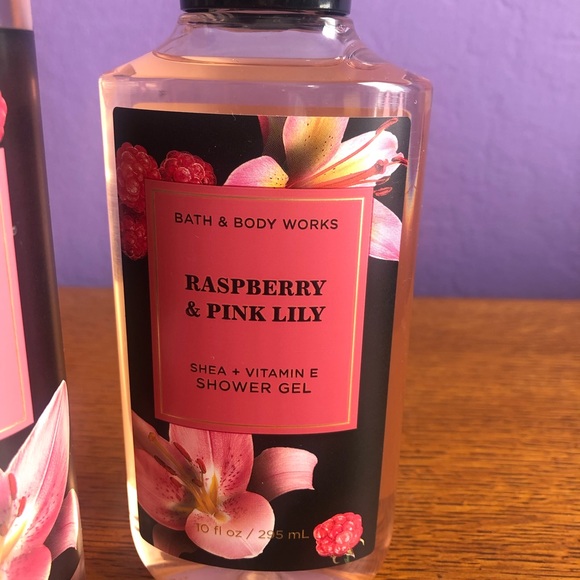 BATH & BODY WORKS
RASPBERRY
& PINK LILY
SHEA + VITAMIN E
SHOWER GEL
10 fl oz / 295 mL